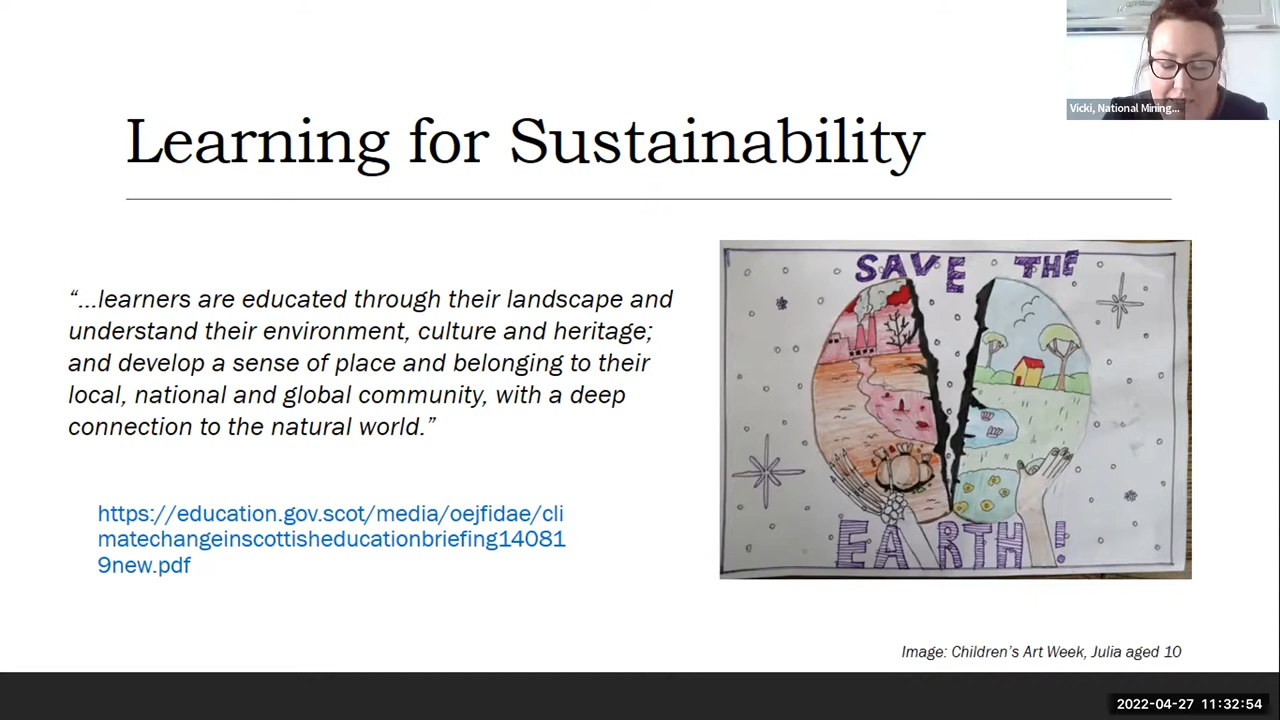 Vicki, National Mining...
Learning for Sustainability
“...learners are educated through their landscape and
understand their environment, culture and heritage;
and develop a sense of place and belonging to their
local, national and global community, with a deep
connection to the natural world.”
https://education.gov.scot/media/oejfidae/cli
matechangeinscottisheducationbriefing14081
9new.pdf
SAVE THE
EARTH!
Image: Children’s Art Week, Julia aged 10
2022-04-27 11:32:54